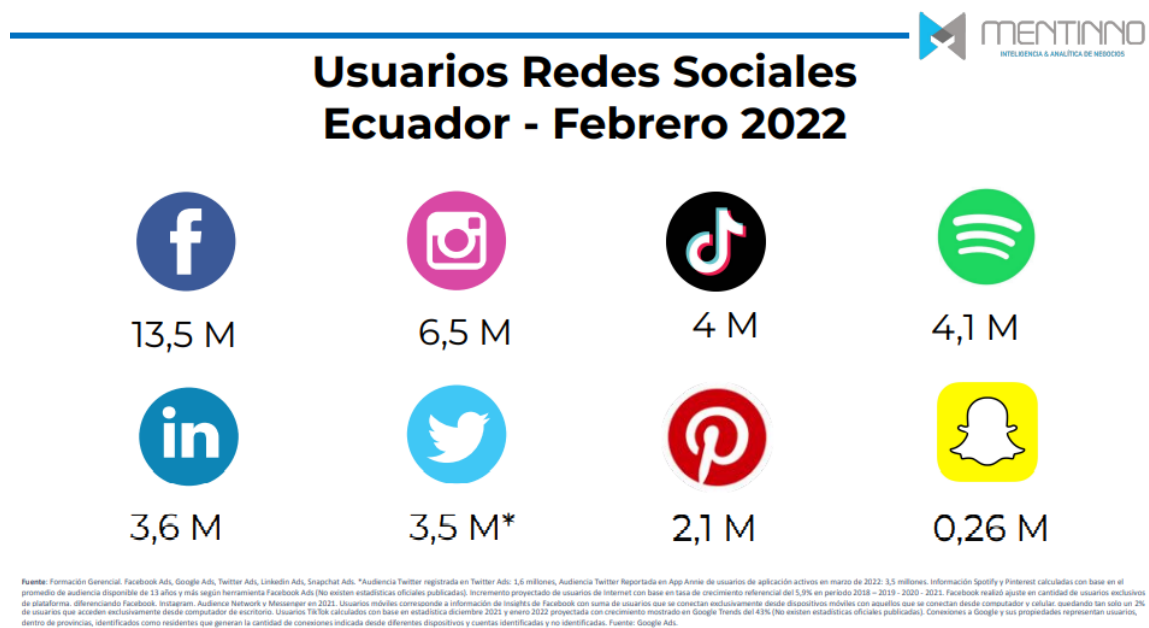 MENTINNO
INTELIGENCIA & ANALÍTICA DE NEGOCIOS
Usuarios Redes Sociales
Ecuador - Febrero 2022
13,5 M
6,5 M
4 M
4,1 M
in
3,6 M
3,5 M*
2,1 M
0,26 M
Fuente: Formación Gerencial. Facebook Ads, Google Ads, Twitter Ads, Linkedin Ads, Snapchat Ads. *Audiencia Twitter registrada en Twitter Ads: 1,6 millones, Audiencia Twitter Reportada en App Annie de usuarios de aplicación activos en marzo de 2022: 3,5 millones. Información Spotify y Pinterest calculadas con base en el
promedio de audiencia disponible de 13 años y más según herramienta Facebook Ads (No existen estadísticas oficiales publicadas). Incremento proyectado de usuarios de Internet con base en tasa de crecimiento referencial del 5,9% en período 2018 – 2019 - 2020 - 2021. Facebook realizó ajuste en cantidad de usuarios exclusivos
de plataforma. diferenciando Facebook. Instagram. Audience Network y Messenger en 2021. Usuarios móviles corresponde a información de Insights de Facebook con suma de usuarios que se conectan exclusivamente desde dispositivos móviles con aquellos que se conectan desde computador y celular. quedando tan solo un 2%
de usuarios que acceden exclusivamente desde computador de escritorio. Usuarios TikTok calculados con base en estadística diciembre 2021 y enero 2022 proyectada con crecimiento mostrado en Google Trends del 43% (No existen estadísticas oficiales publicadas). Conexiones a Google y sus propiedades representan usuarios,
dentro de provincias, identificados como residentes que generan la cantidad de conexiones indicada desde diferentes dispositivos y cuentas identificadas y no identificadas. Fuente: Google Ads.